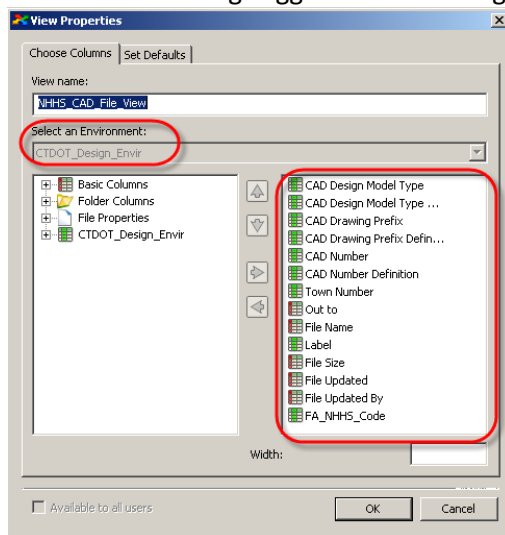 View Properties
Choose Columns
Set Defaults
View name:
NHHS_CAD_File_View
Select an Environment:
CTDOT_Design_Envir
Basic Columns
Folder Columns
File Properties
CTDOT_Design_Envir
CAD Design Model Type
CAD Design Model Type ...
CAD Drawing Prefix
CAD Drawing Prefix Defin...
CAD Number
CAD Number Definition
Town Number
Out to
File Name
Label
File Size
File Updated
File Updated By
FA_NHHS_Code
Width:
Available to all users
OK
Cancel